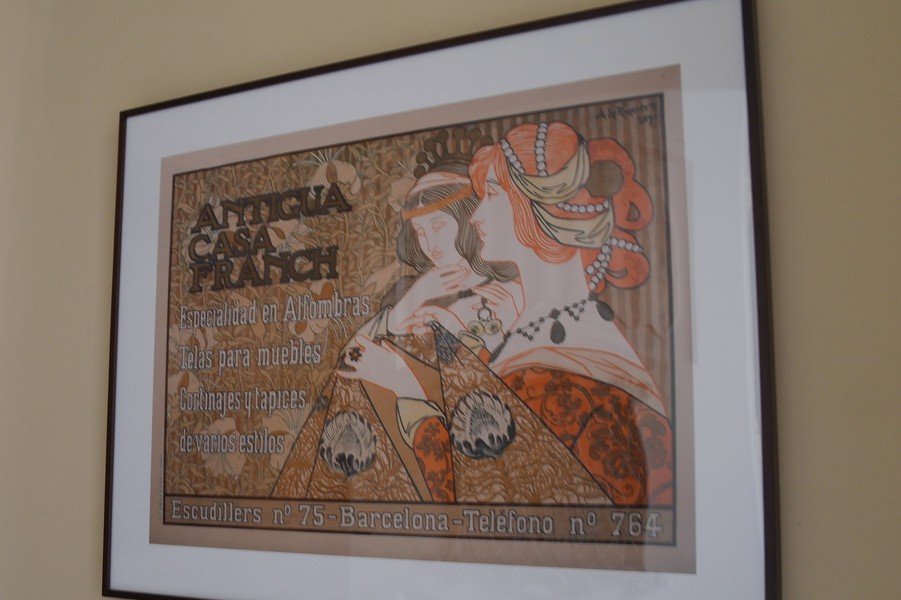 ANTIGUA
CASA
FRANCH
Especialidad en Alfombras
Telas para muebles
Cortinajes y tapices
de varios estilos
Escudillers nº 75-Barcelona-Teléfono nº 764